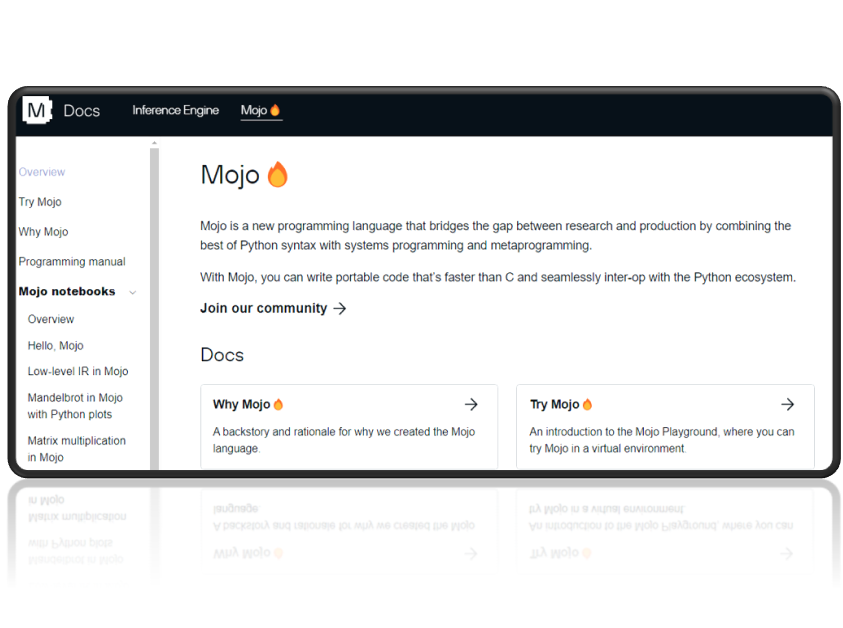 M Docs Inference Engine Mojo🔥
Overview
Try Mojo
Why Mojo
Programming manual
Mojo notebooks
Overview
Hello, Mojo
Low-level IR in Mojo
Mandelbrot in Mojo
with Python plots
Matrix multiplication
in Mojo
Mojo 🔥
Mojo is a new programming language that bridges the gap between research and production by combining the
best of Python syntax with systems programming and metaprogramming.
With Mojo, you can write portable code that's faster than C and seamlessly inter-op with the Python ecosystem.
Join our community →
Docs
Why Mojo🔥 →
A backstory and rationale for why we created the Mojo
language.
Try Mojo🔥 →
An introduction to the Mojo Playground, where you can
try Mojo in a virtual environment.